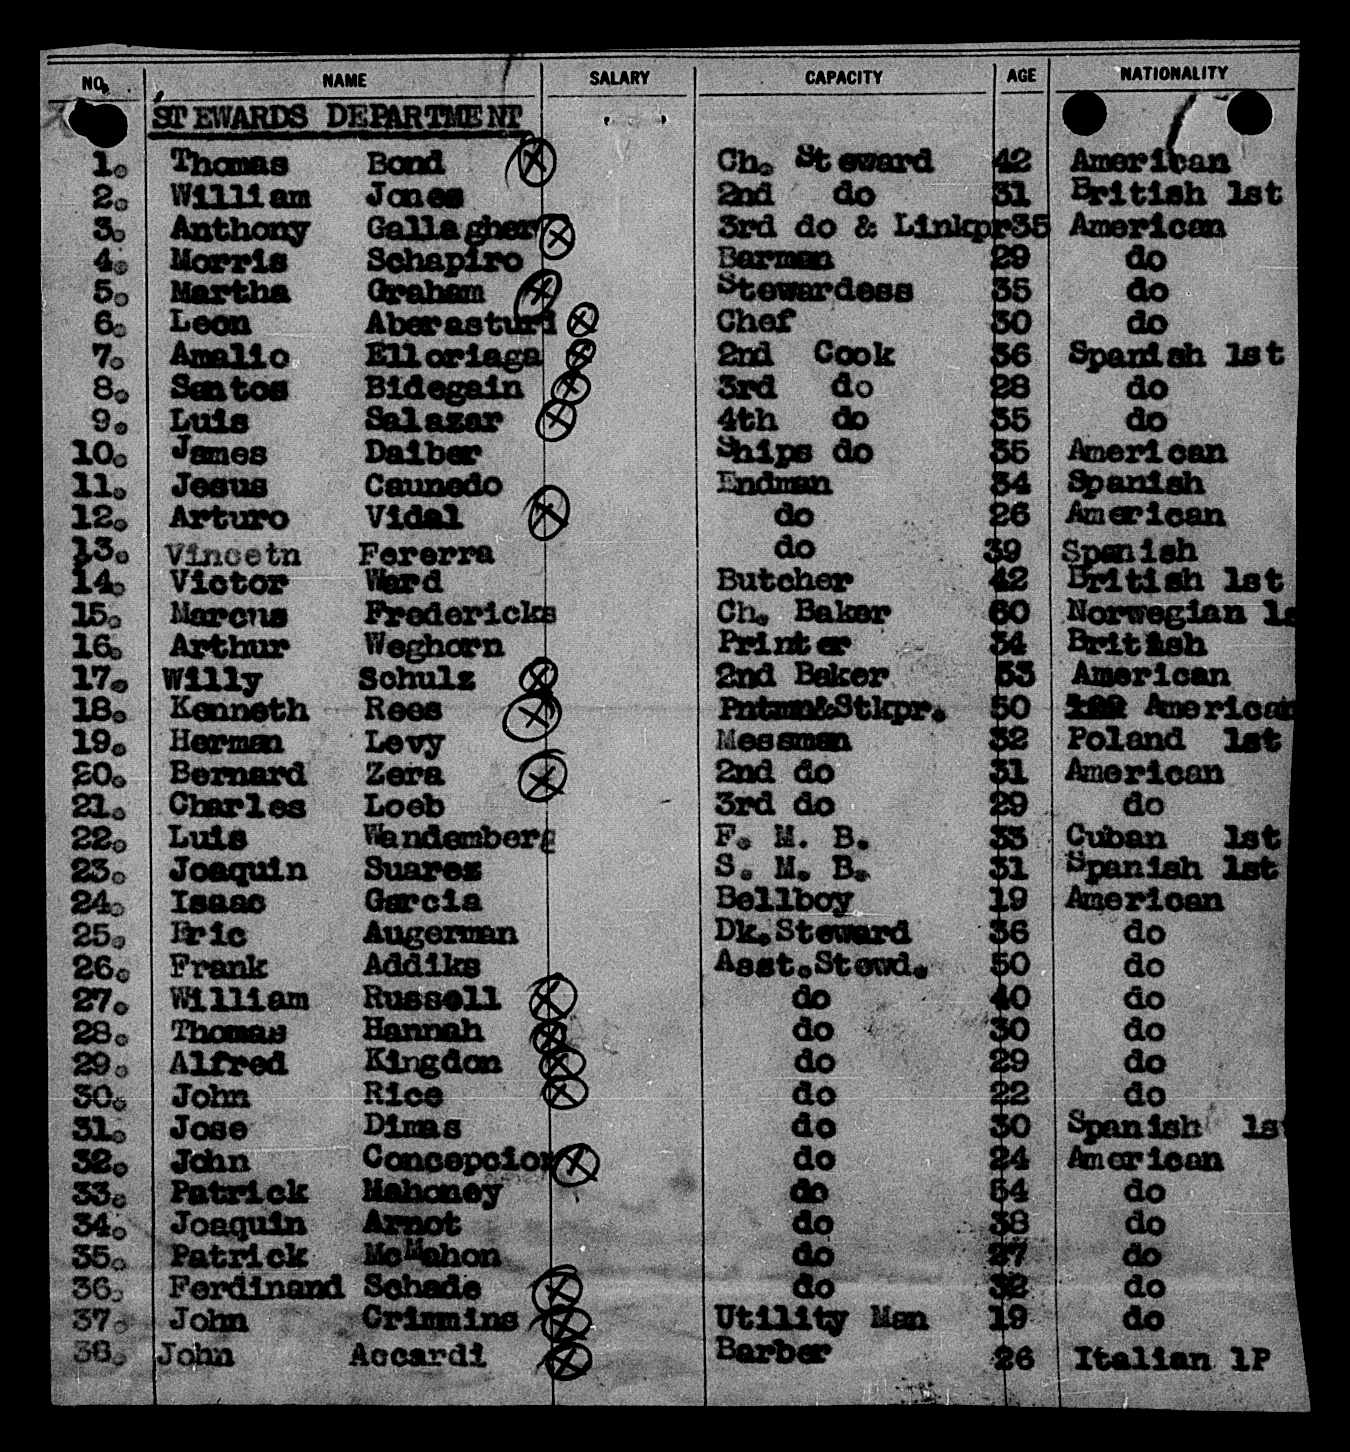 NO. NAME SALARY CAPACITY AGE NATIONALITY
STEWARDS DEPARTMENT
1. Thomas Bond Ch. Steward 42 American
2. William Jones 2nd do 31 British 1st
3. Anthony Gallagher 3rd do & Linkpr 35 American
4. Morris Schapiro Barman 29 do
5. Martha Graham Stewardess 35 do
6. Leon Aberasturi Chef 30 do
7. Amalio Elloriaga 2nd Cook 36 Spanish 1st
8. Santos Bidegain 3rd do 28 do
9. Luis Salazar 4th do 35 do
10. James Daiber Ships do 35 American
11. Jesus Caunedo Endman 34 Spanish
12. Arturo Vidal do 26 American
13. Vincetn Fererra do 39 Spanish
14. Victor Ward Butcher 42 British 1st
15. Marcus Fredericks Ch. Baker 60 Norwegian 1s
16. Arthur Weghorn Printer 34 British
17. Willy Schulz 2nd Baker 53 American
18. Kenneth Rees Pntmn&Stkpr. 50 American
19. Herman Levy Messman 32 Poland 1st
20. Bernard Zera 2nd do 31 American
21. Charles Loeb 3rd do 29 do
22. Luis Wandemberg F. M. B. 33 Cuban 1st
23. Joaquin Suarez S. M. B. 31 Spanish 1st
24. Isaac Garcia Bellboy 19 American
25. Eric Augerman Dk.Steward 36 do
26. Frank Addiks Asst.Stewd. 50 do
27. William Russell do 40 do
28. Thomas Hannah do 30 do
29. Alfred Kingdon do 29 do
30. John Rice do 22 do
31. Jose Dimas do 30 Spanish 1st
32. John Concepcion do 24 American
33. Patrick Mahoney do 54 do
34. Joaquin Arnot do 38 do
35. Patrick McMahon do 27 do
36. Ferdinand Schade do 32 do
37. John Crimmins Utility Man 19 do
38. John Accardi Barber 26 Italian 1P